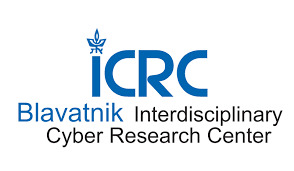 ICRC
Blavatnik Interdisciplinary
Cyber Research Center